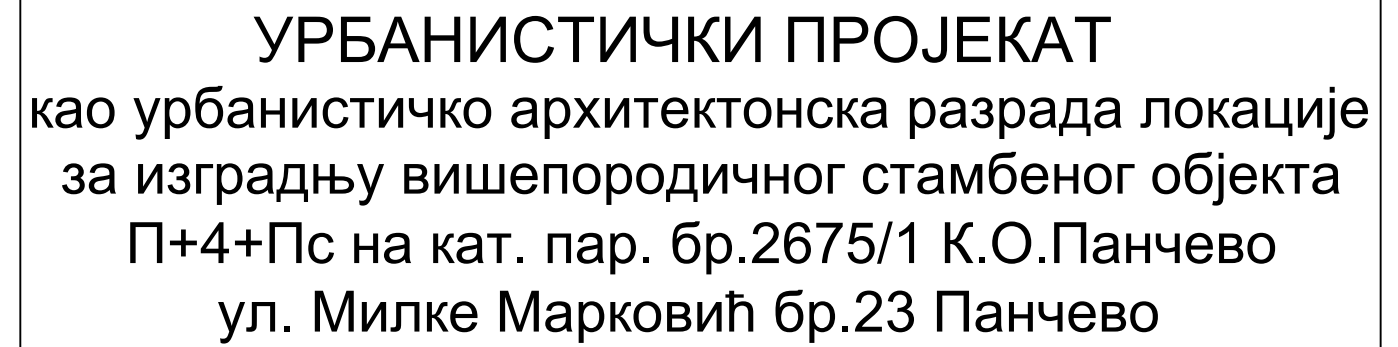 УРБАНИСТИЧКИ ПРОЈЕКАТ
као урбанистичко архитектонска разрада локације
за изградњу вишепородичног стамбеног објекта
П+4+Пс на кат. пар. бр.2675/1 К.О.Панчево
ул. Милке Марковић бр.23 Панчево